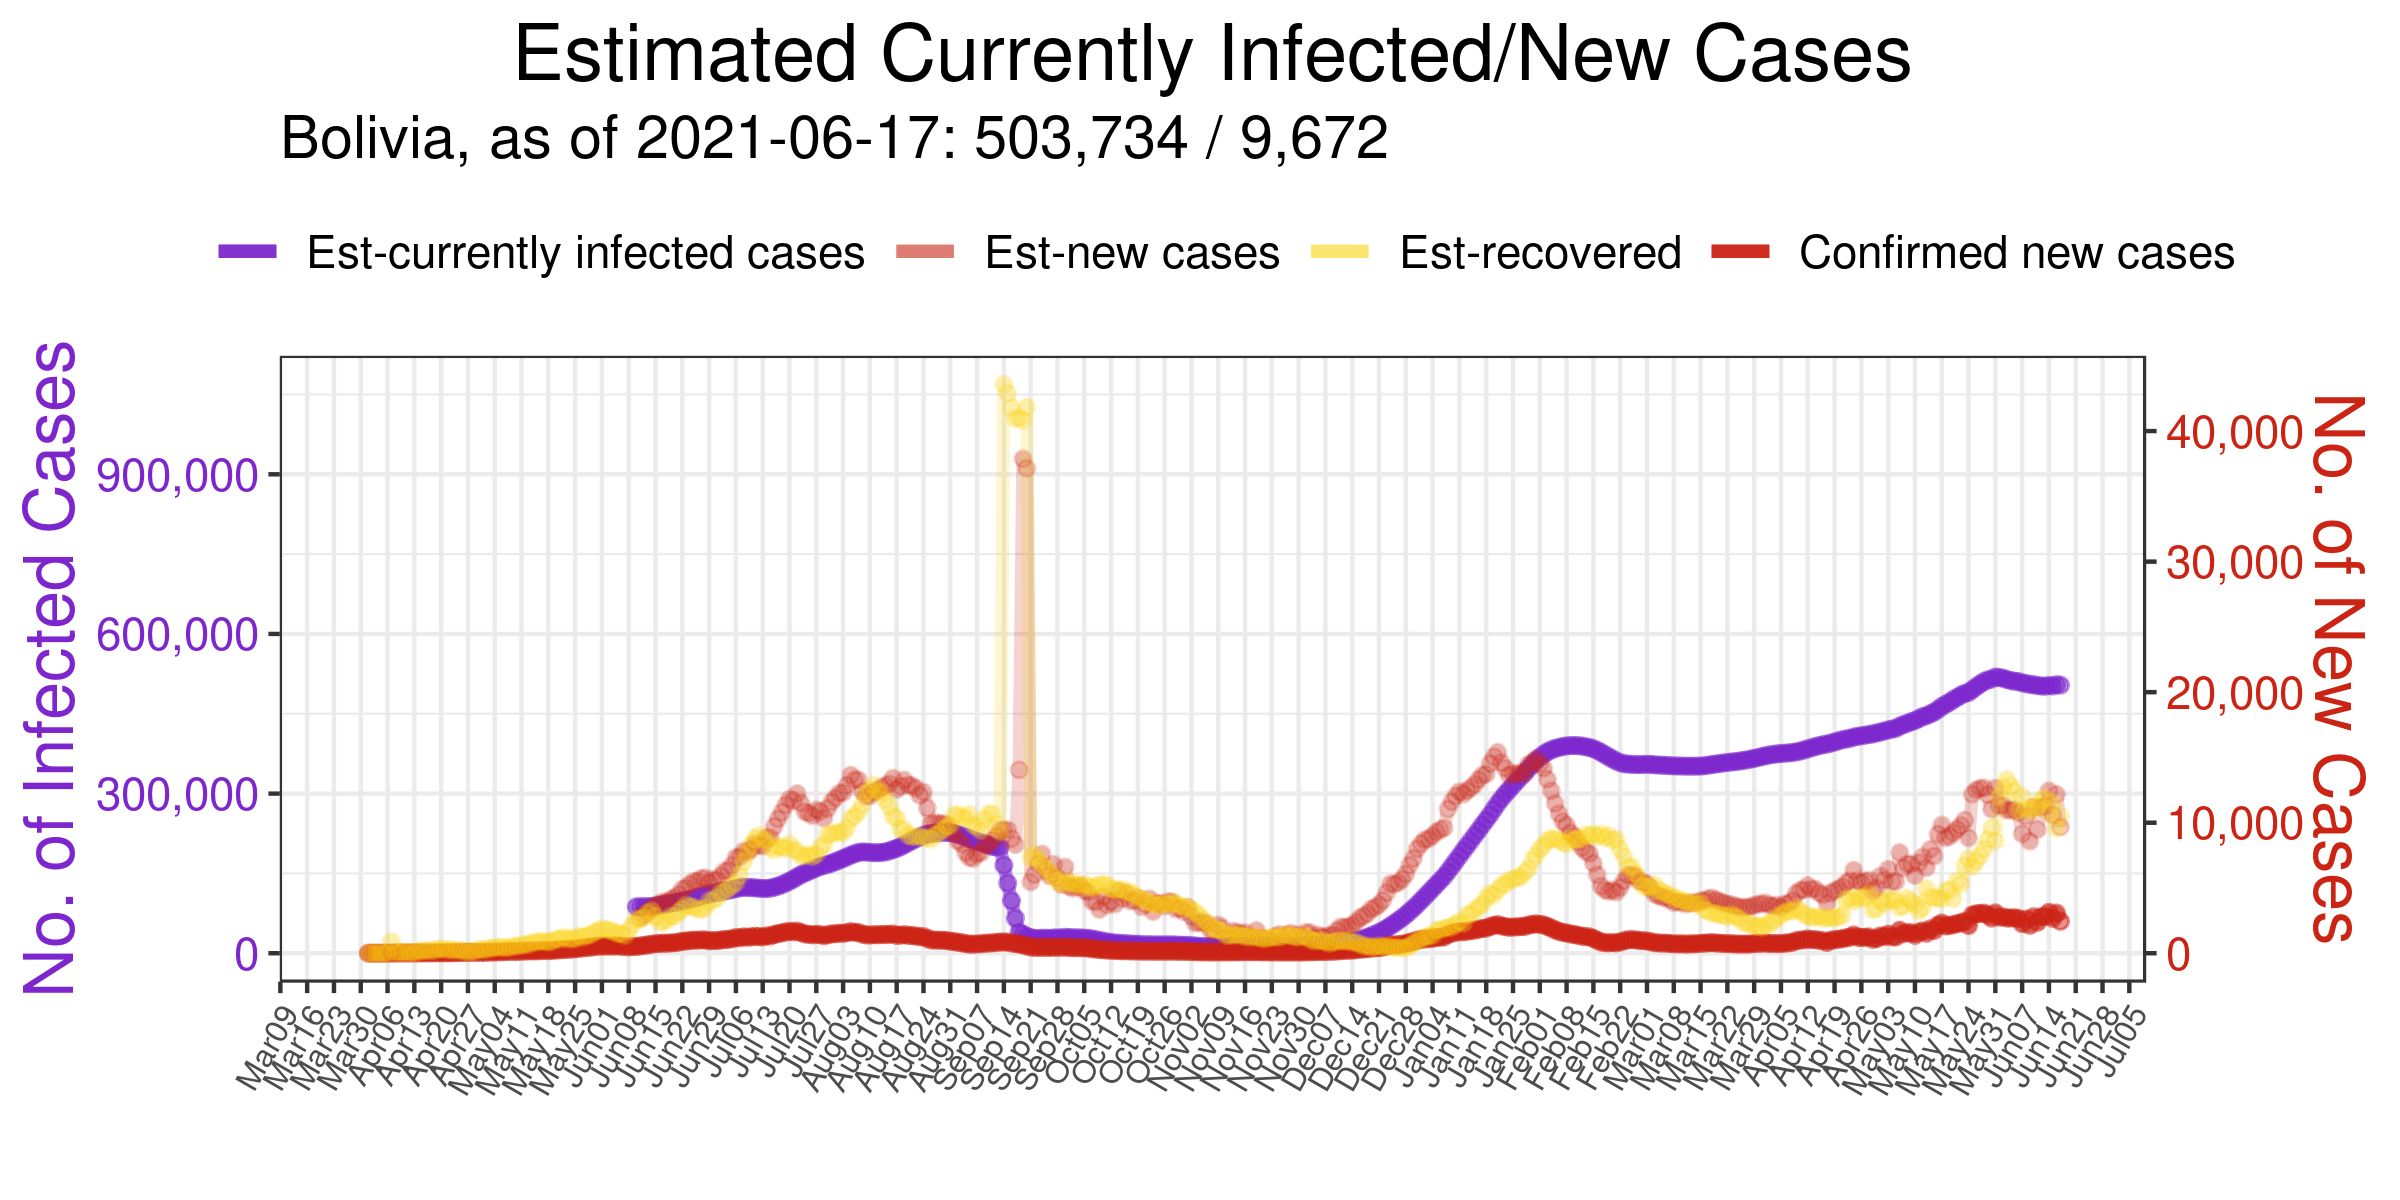 Estimated Currently Infected/New Cases
Bolivia, as of 2021-06-17: 503,734 / 9,672
Est-currently infected cases Est-new cases Est-recovered Confirmed new cases
No. of Infected Cases
900,000
600,000
300,000
0
40,000
30,000
20,000
10,000
0
No. of New Cases
Mar09 Mar16 Mar23 Mar30 Apr06 Apr13 Apr20 Apr27 May04 May11 May18 May25 Jun01 Jun08 Jun15 Jun22 Jun29 Jul06 Jul13 Jul20 Jul27 Aug03 Aug10 Aug17 Aug24 Aug31 Sep07 Sep14 Sep21 Sep28 Oct05 Oct12 Oct19 Oct26 Nov02 Nov09 Nov16 Nov23 Nov30 Dec07 Dec14 Dec21 Dec28 Jan04 Jan11 Jan18 Jan25 Feb01 Feb08 Feb15 Feb22 Mar01 Mar08 Mar15 Mar22 Mar29 Apr05 Apr12 Apr19 Apr26 May03 May10 May17 May24 May31 Jun07 Jun14 Jun21 Jun28 Jul05